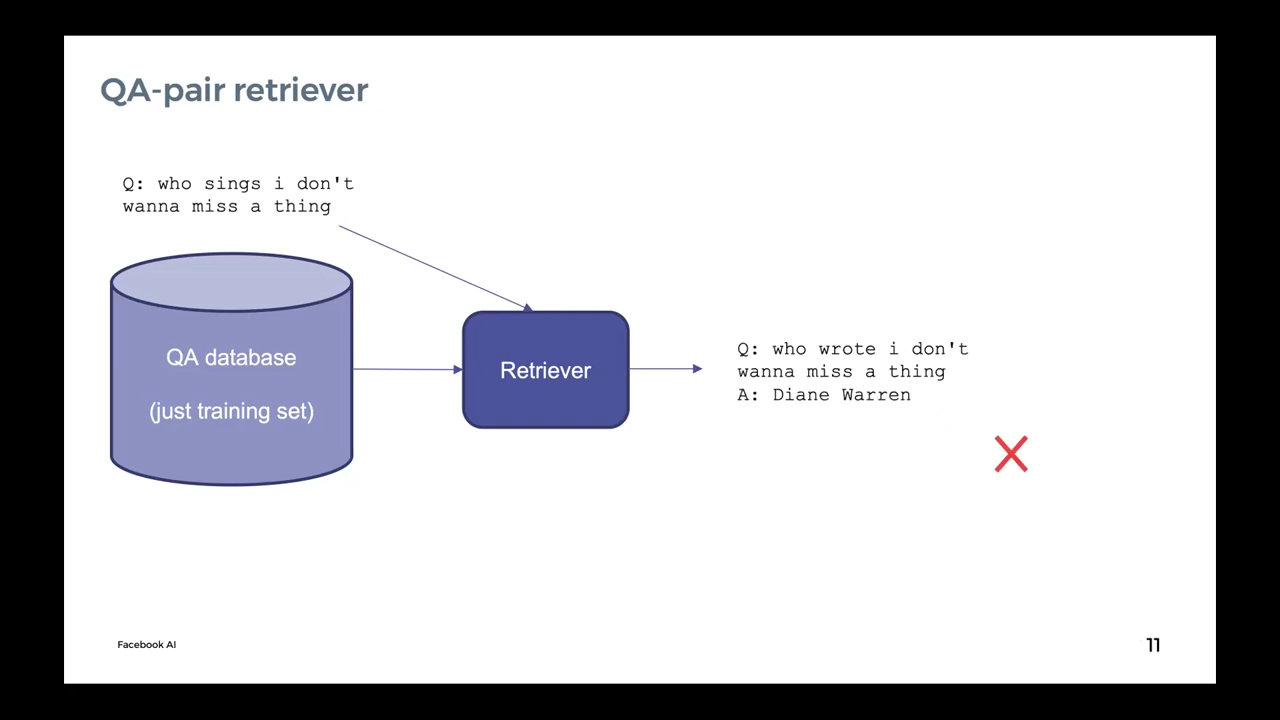 QA-pair retriever
Q: who sings i don't
wanna miss a thing
QA database
(just training set)
Retriever
Q: who wrote i don't
wanna miss a thing
A: Diane Warren
Facebook AI
11